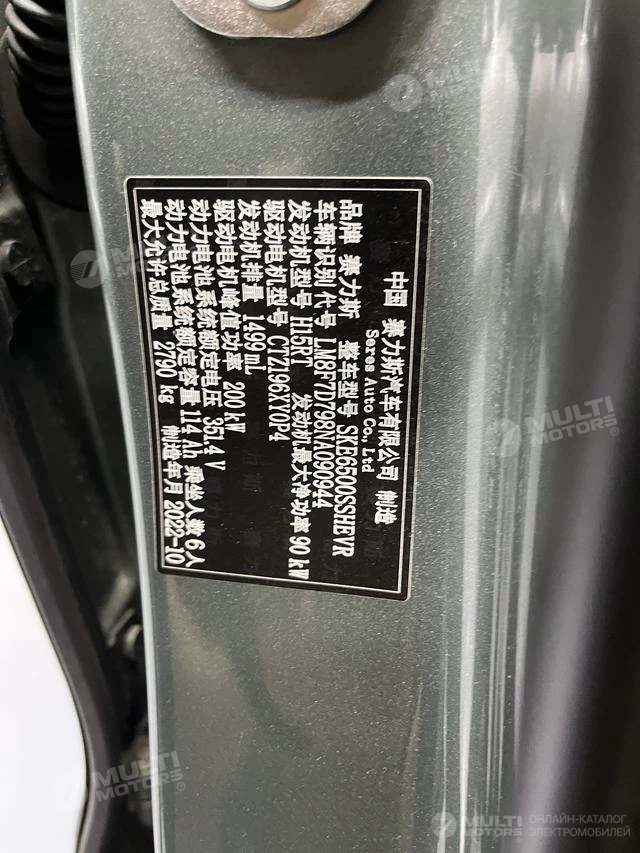 中国 赛力斯汽车有限公司 制造
Seres Auto Co., Ltd
品牌 赛力斯 整车型号 SKE6500SSHEVR
车辆识别代号 LM8F7D798NA090944
发动机型号 H15RT 发动机最大净功率 90 kW
驱动电机型号 CTZ196XY0P4
发动机排量 1499 mL
驱动电机峰值功率 200 kW
动力电池系统额定电压 351.4 V
动力电池系统额定容量 114 Ah 乘坐人数 6 人
最大允许总质量 2790 kg 制造年月 2022-10
MULTI MOTORS
MULTI MOTORS
MULTI MOTORS
MULTI MOTORS
MULTI MOTORS
ОНЛАЙН-КАТАЛОГ
ЭЛЕКТРОМОБИЛЕЙ